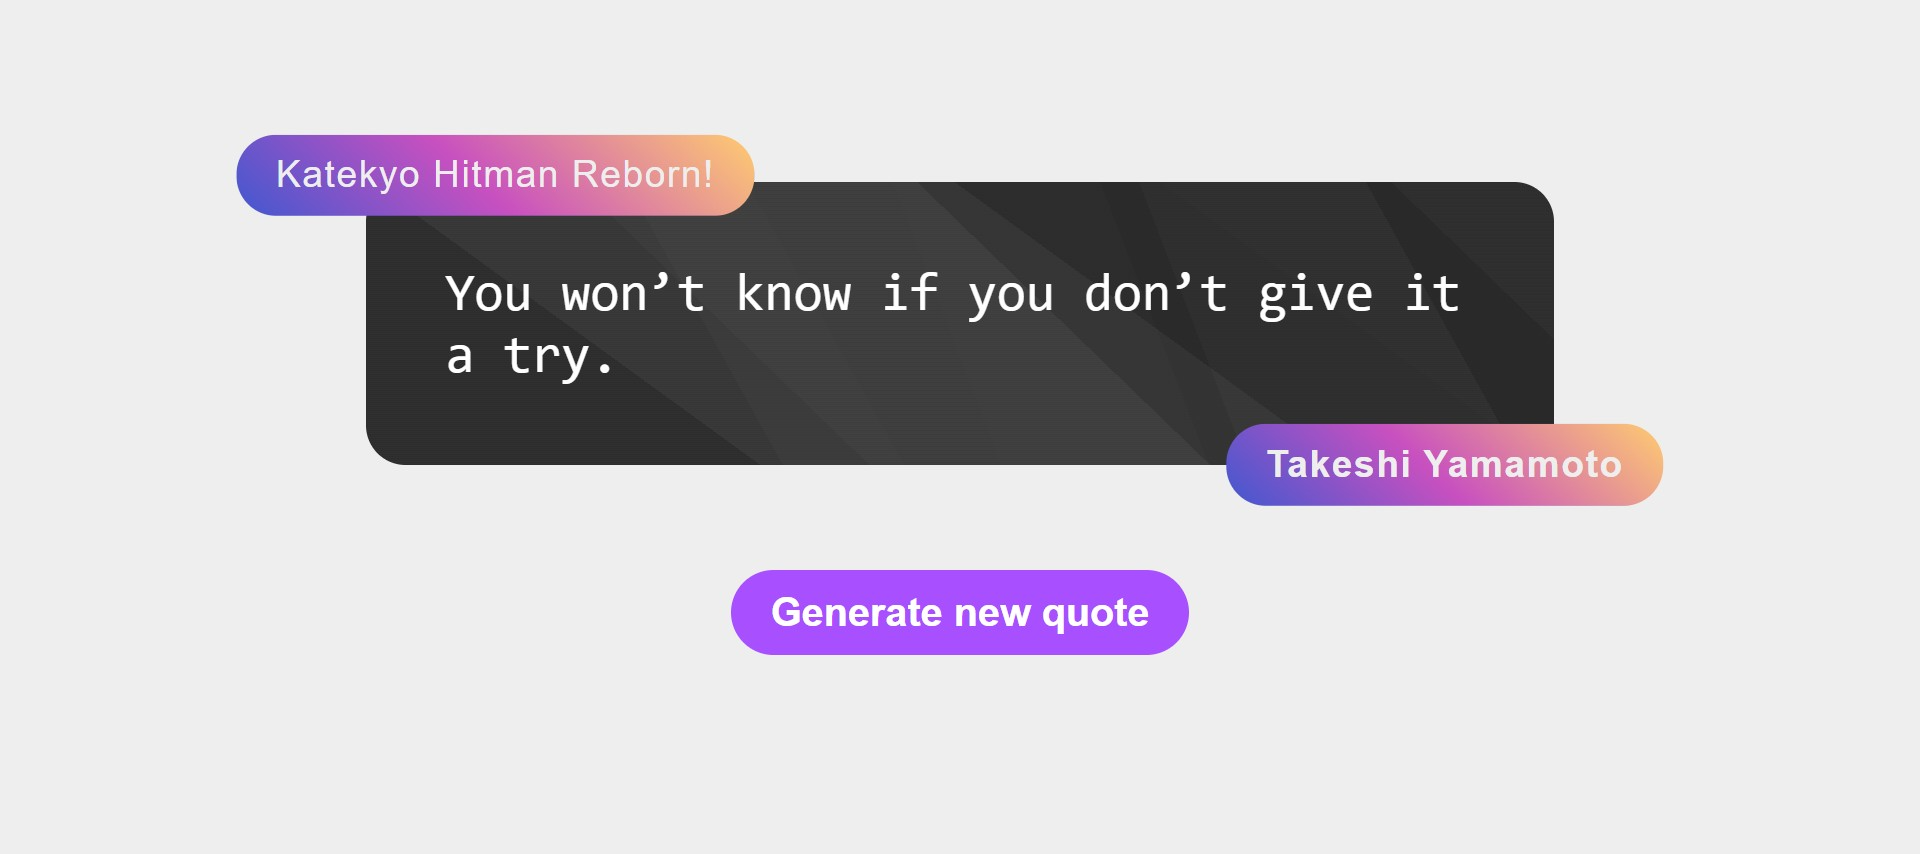 Katekyo Hitman Reborn!
You won’t know if you don’t give it
a try.
Takeshi Yamamoto
Generate new quote